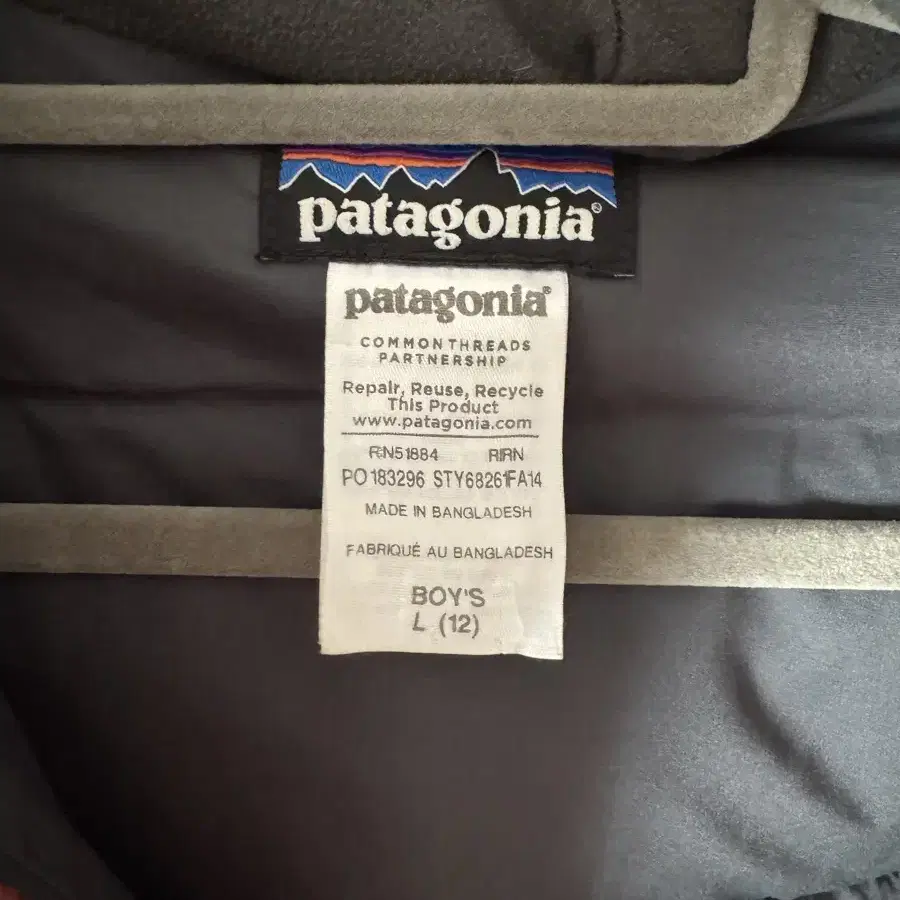 patagonia®
patagonia®
COMMON THREADS
PARTNERSHIP
Repair, Reuse, Recycle
This Product
www.patagonia.com
RN51884 RIRN
PO 183296 STY68261FA14
MADE IN BANGLADESH
FABRIQUÉ AU BANGLADESH
BOY'S
L (12)